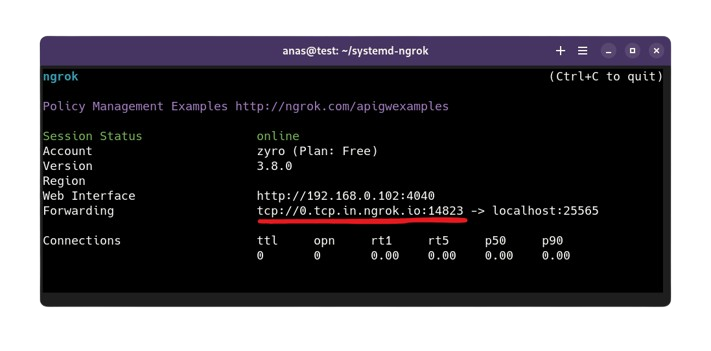 anas@test: ~/systemd-ngrok
ngrok (Ctrl+C to quit)
Policy Management Examples http://ngrok.com/apigwexamples
Session Status online
Account zyro (Plan: Free)
Version 3.8.0
Region
Web Interface http://192.168.0.102:4040
Forwarding tcp://0.tcp.in.ngrok.io:14823 -> localhost:25565
Connections ttl opn rt1 rt5 p50 p90
0 0 0.00 0.00 0.00 0.00